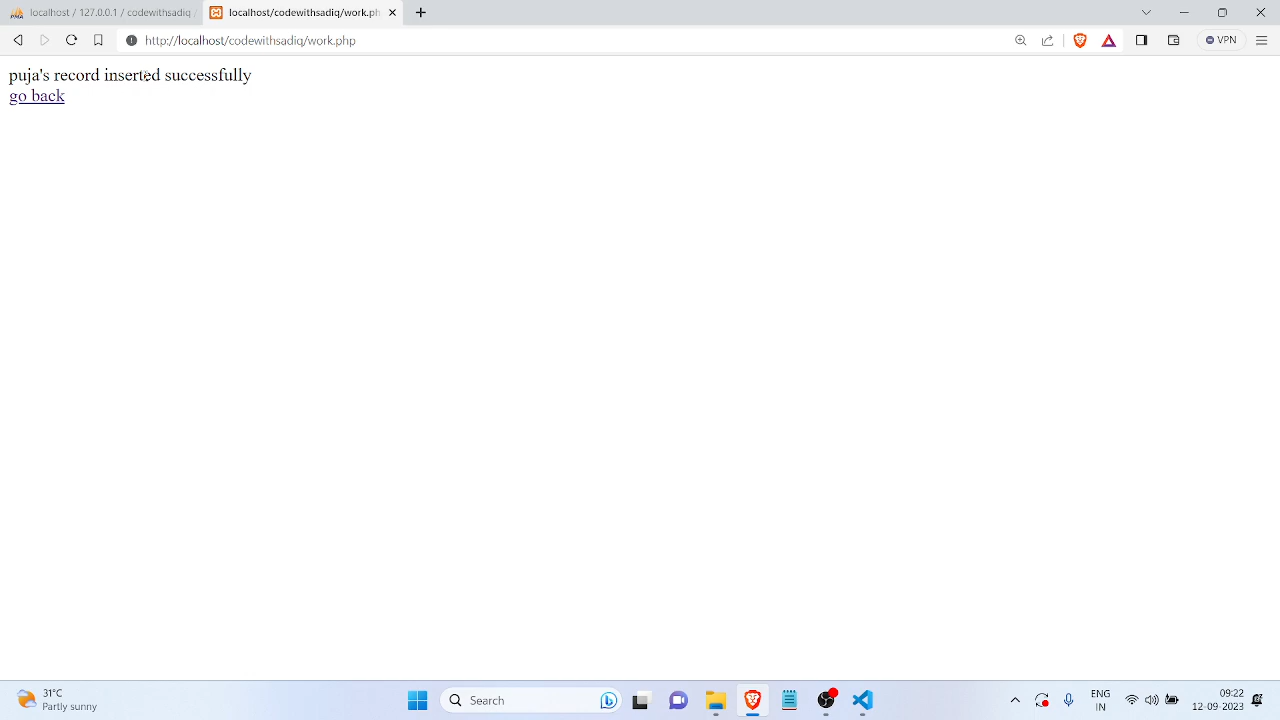 localhost / 127.0.0.1 / codewithsadiq /
localhost/codewithsadiq/work.ph
http://localhost/codewithsadiq/work.php
VPN
puja's record inserted successfully
go back
31°C
Partly sunny
Search
ENG
IN
09:22
12-09-2023